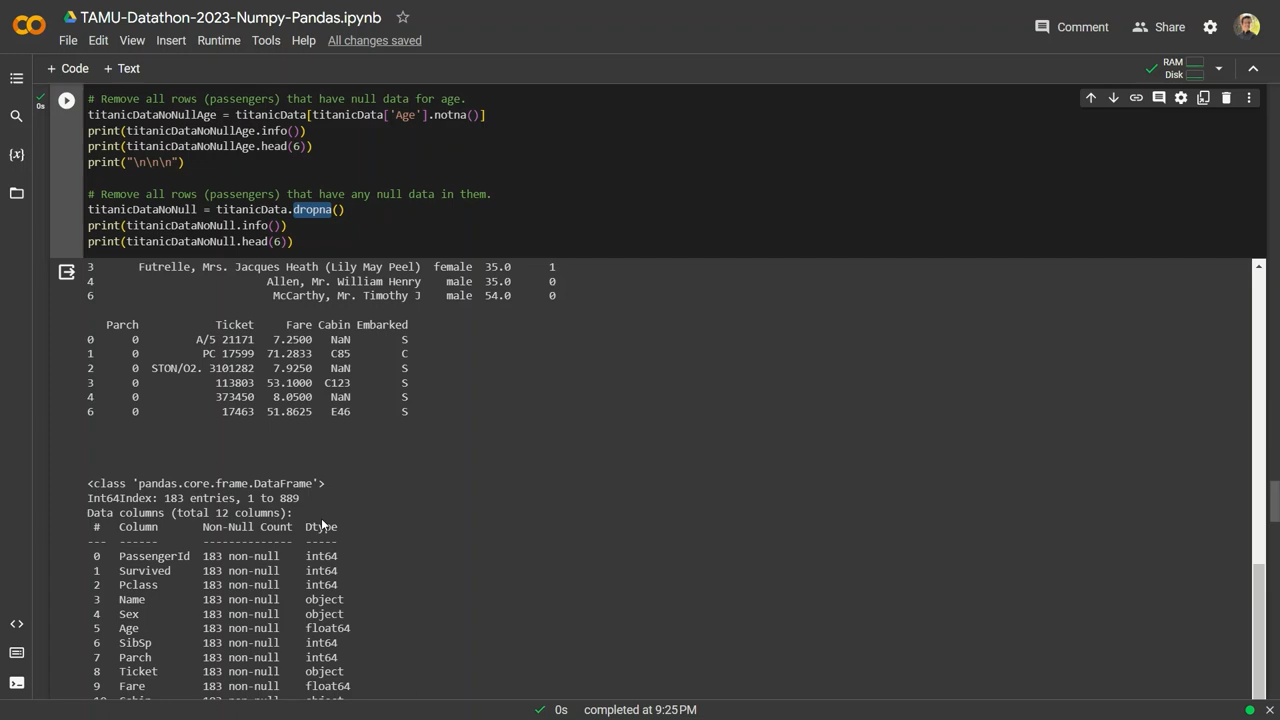 TAMU-Datathon-2023-Numpy-Pandas.ipynb
Comment
Share
File Edit View Insert Runtime Tools Help All changes saved
+ Code + Text
RAM
Disk
0s
# Remove all rows (passengers) that have null data for age.
titanicDataNoNullAge = titanicData[titanicData['Age'].notna()]
print(titanicDataNoNullAge.info())
print(titanicDataNoNullAge.head(6))
print("\n\n\n")
# Remove all rows (passengers) that have any null data in them.
titanicDataNoNull = titanicData.dropna()
print(titanicDataNoNull.info())
print(titanicDataNoNull.head(6))
{x}
3 Futrelle, Mrs. Jacques Heath (Lily May Peel) female 35.0 1
4 Allen, Mr. William Henry male 35.0 0
6 McCarthy, Mr. Timothy J male 54.0 0
Parch Ticket Fare Cabin Embarked
0 0 A/5 21171 7.2500 NaN S
1 0 PC 17599 71.2833 C85 C
2 0 STON/O2. 3101282 7.9250 NaN S
3 0 113803 53.1000 C123 S
4 0 373450 8.0500 NaN S
6 0 17463 51.8625 E46 S
<class 'pandas.core.frame.DataFrame'>
Int64Index: 183 entries, 1 to 889
Data columns (total 12 columns):
# Column Non-Null Count Dtype
--- ------ -------------- -----
0 PassengerId 183 non-null int64
1 Survived 183 non-null int64
2 Pclass 183 non-null int64
3 Name 183 non-null object
4 Sex 183 non-null object
5 Age 183 non-null float64
6 SibSp 183 non-null int64
7 Parch 183 non-null int64
8 Ticket 183 non-null object
9 Fare 183 non-null float64
0s completed at 9:25PM